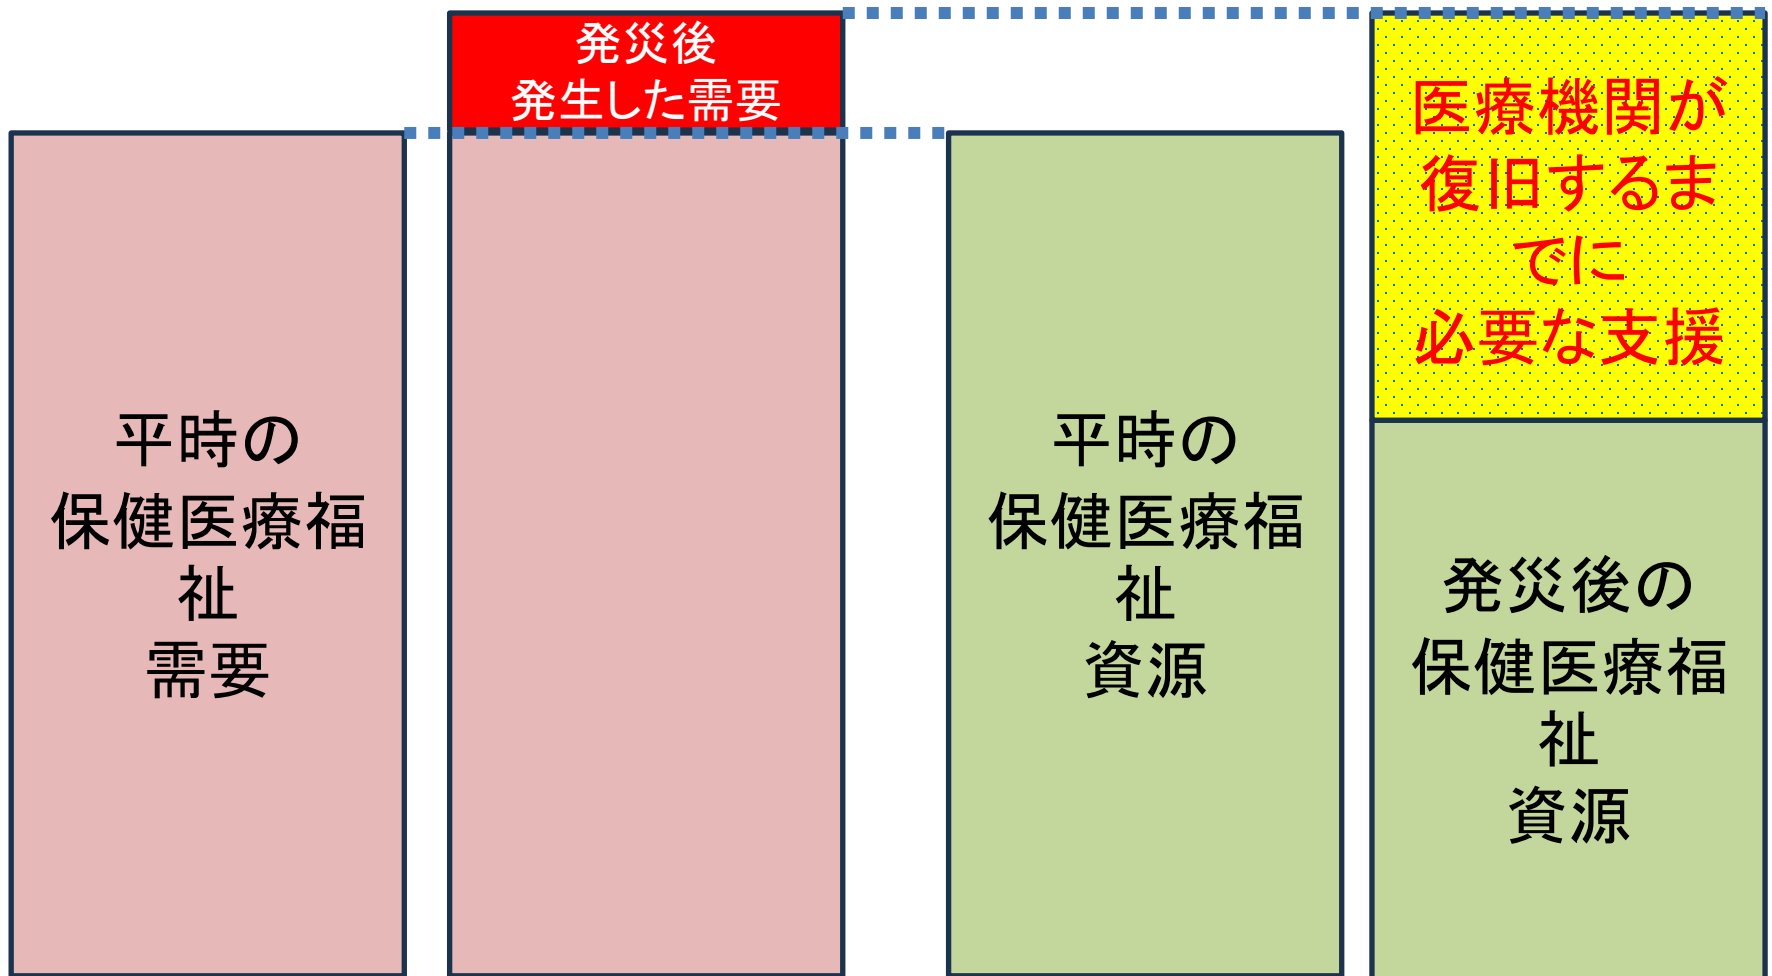 発災後
発生した需要
平時の
保健医療福
祉
需要
平時の
保健医療福
祉
資源
医療機関が
復旧するま
でに
必要な支援
発災後の
保健医療福
祉
資源